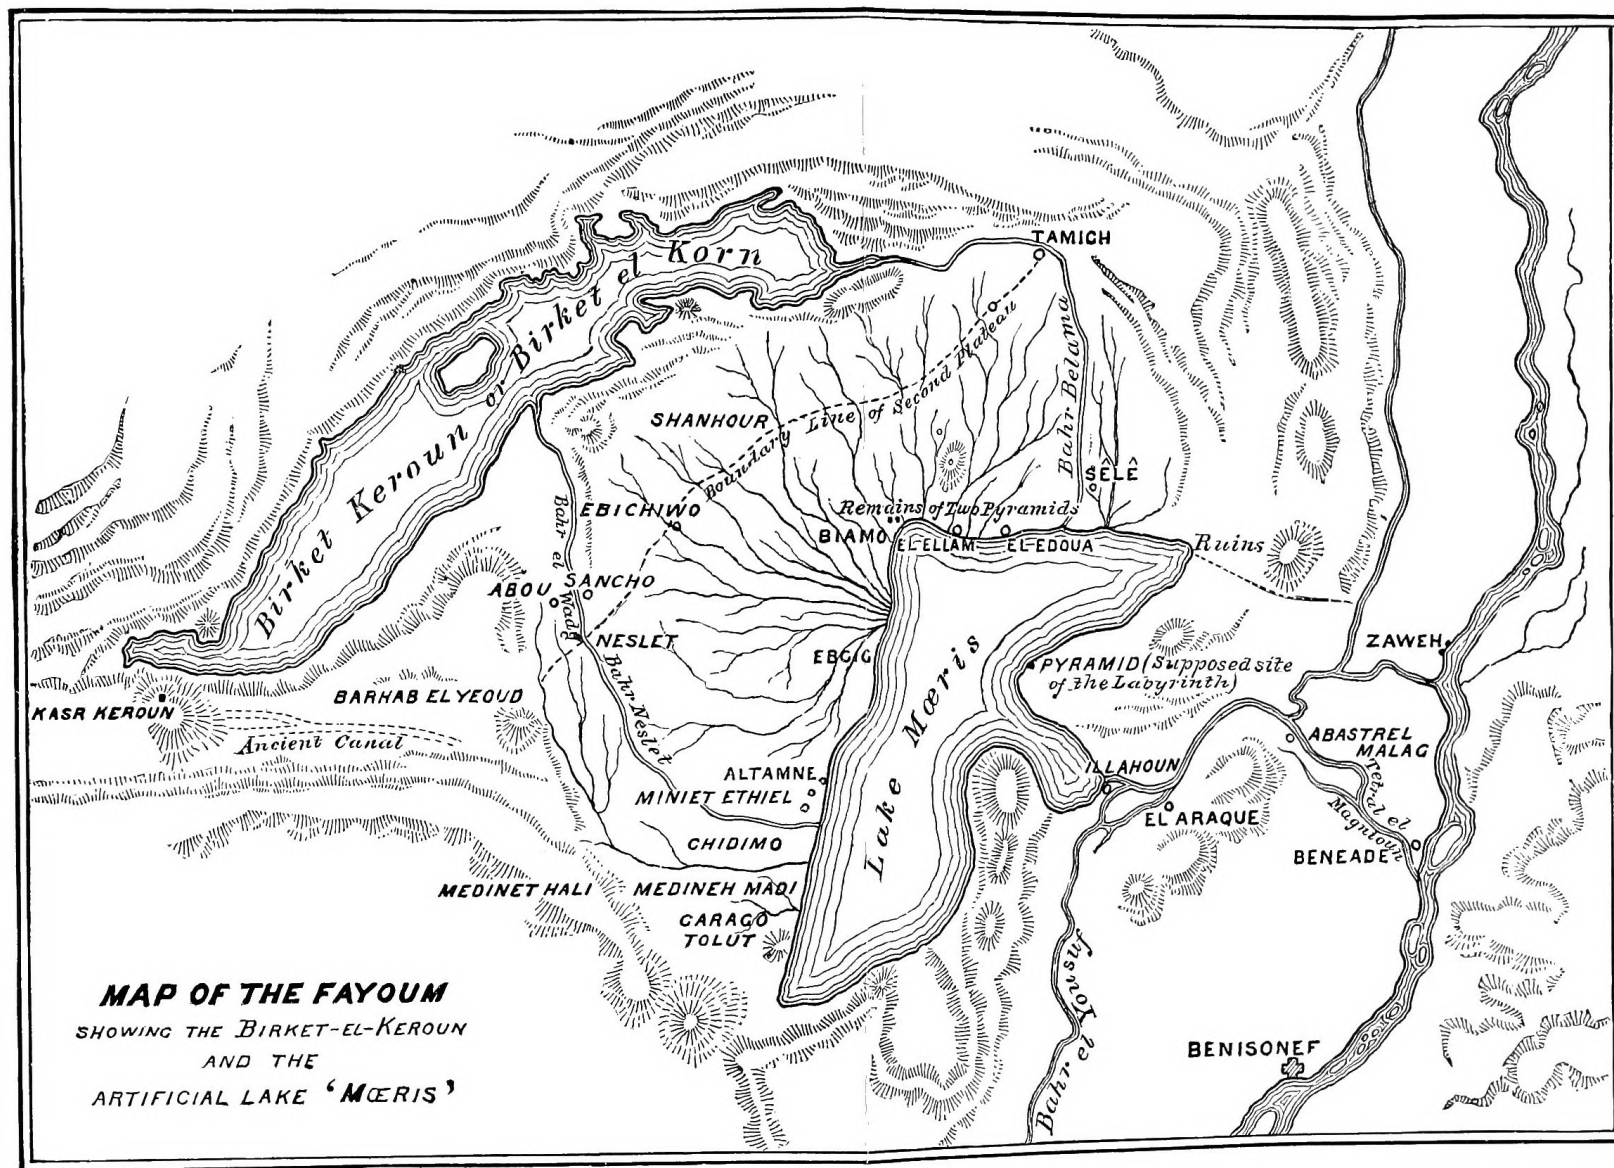 TAMICH
Birket Keroun or Birket el Korn
Boundary Line of Second Plateau
Bahr Belama
SHANHOUR
SÊLÊ
EBICHIWO
Remains of Two Pyramids
BIAMO
EL-ELLAM
EL-EDOUA
Ruins
Bahr el Wady
ABOU
SANCHO
NESLET
EBGIG
ZAWEH
PYRAMID (Supposed site
of the Labyrinth)
BARHAB EL YEOUD
KASR KEROUN
Ancient Canal
Bahr Neslet
Lake Mœris
ABASTREL
MALAG
ILLAHOUN
ALTAMNE
MINIET ETHIEL
EL ARAQUE
Magnioun
CHIDIMO
BENEADE
MEDINET HALI
MEDINEH MADI
GARAGO
TOLUT
Bahr el Yousuf
BENISONEF
MAP OF THE FAYOUM
SHOWING THE BIRKET-EL-KEROUN
AND THE
ARTIFICIAL LAKE 'MŒRIS'